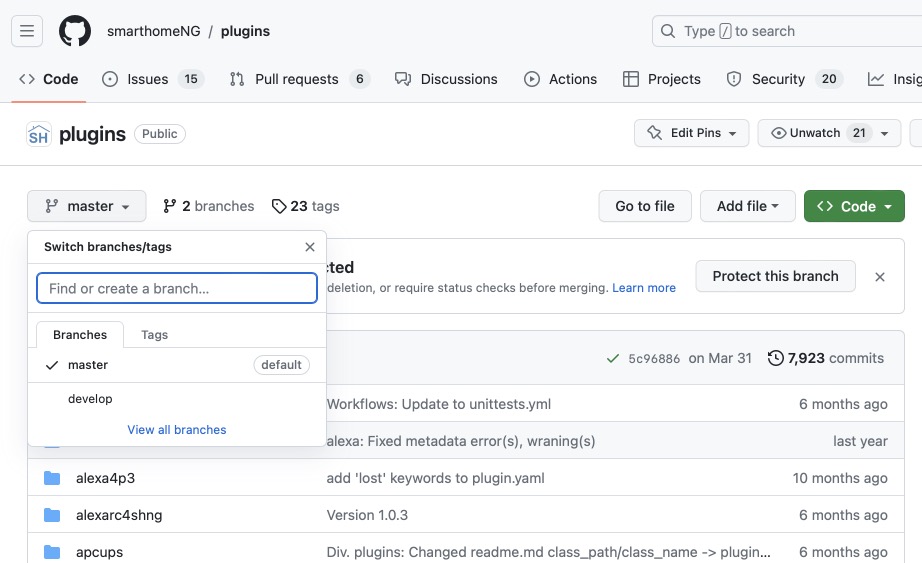 smarthomeNG / plugins
Type / to search
Code
Issues 15
Pull requests 6
Discussions
Actions
Projects
Security 20
Insig
SH plugins Public
Edit Pins
Unwatch 21
master
2 branches
23 tags
Go to file
Add file
Code
Switch branches/tags
Find or create a branch...
Branches
Tags
master default
develop
View all branches
cted
deletion, or require status checks before merging. Learn more
Protect this branch
5c96886 on Mar 31 7,923 commits
Workflows: Update to unittests.yml 6 months ago
alexa: Fixed metadata error(s), wraning(s) last year
alexa4p3 add 'lost' keywords to plugin.yaml 10 months ago
alexarc4shng Version 1.0.3 6 months ago
apcups Div. plugins: Changed readme.md class_path/class_name -> plugin... 6 months ago